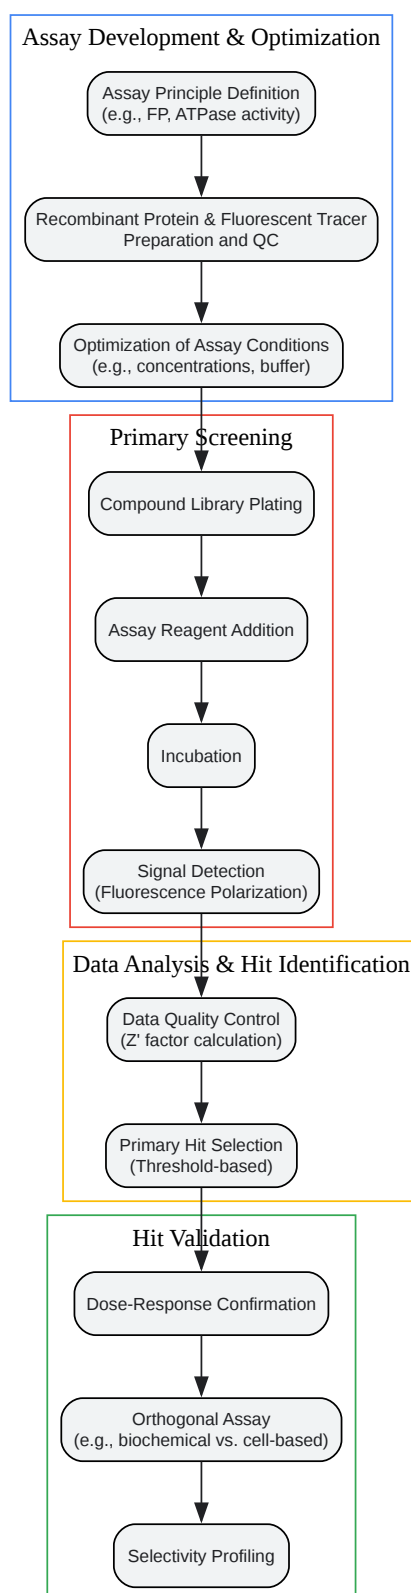 Assay Development & Optimization
Assay Principle Definition
(e.g., FP, ATPase activity)
Recombinant Protein & Fluorescent Tracer
Preparation and QC
Optimization of Assay Conditions
(e.g., concentrations, buffer)
Primary Screening
Compound Library Plating
Assay Reagent Addition
Incubation
Signal Detection
(Fluorescence Polarization)
Data Analysis & Hit Identification
Data Quality Control
(Z' factor calculation)
Primary Hit Selection
(Threshold-based)
Hit Validation
Dose-Response Confirmation
Orthogonal Assay
(e.g., biochemical vs. cell-based)
Selectivity Profiling